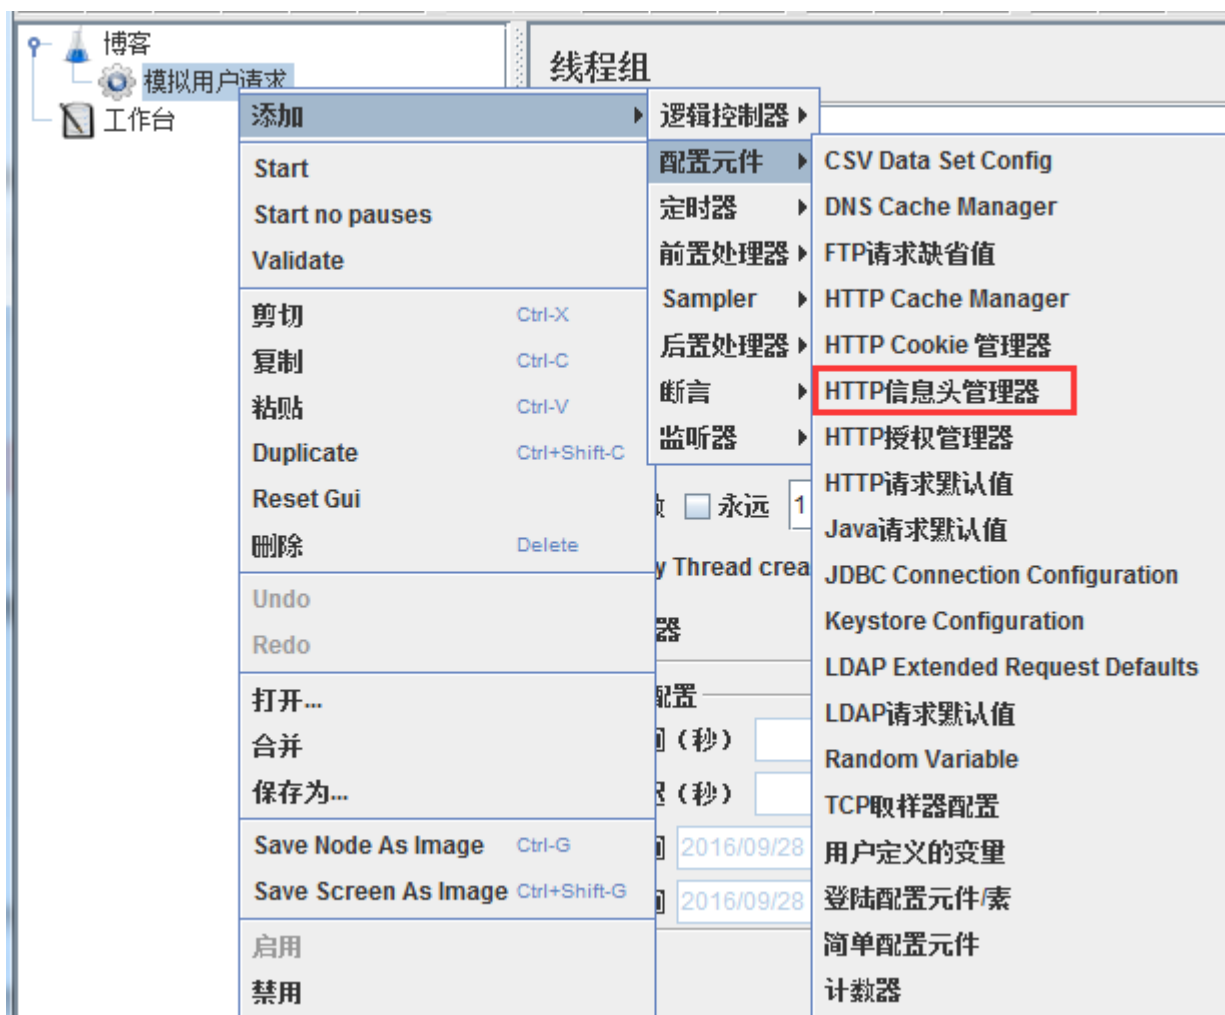 博客
模拟用户请求
工作台
线程组
添加
Start
Start no pauses
Validate
剪切 Ctrl-X
复制 Ctrl-C
粘贴 Ctrl-V
Duplicate Ctrl+Shift-C
Reset Gui
删除 Delete
Undo
Redo
打开...
合并
保存为...
Save Node As Image Ctrl-G
Save Screen As Image Ctrl+Shift-G
启用
禁用
逻辑控制器
配置元件
定时器
前置处理器
Sampler
后置处理器
断言
监听器
永远 1
y Thread crea
器
配置
（秒）
（秒）
2016/09/28
2016/09/28
CSV Data Set Config
DNS Cache Manager
FTP请求缺省值
HTTP Cache Manager
HTTP Cookie 管理器
HTTP信息头管理器
HTTP授权管理器
HTTP请求默认值
Java请求默认值
JDBC Connection Configuration
Keystore Configuration
LDAP Extended Request Defaults
LDAP请求默认值
Random Variable
TCP取样器配置
用户定义的变量
登陆配置元件/素
简单配置元件
计数器